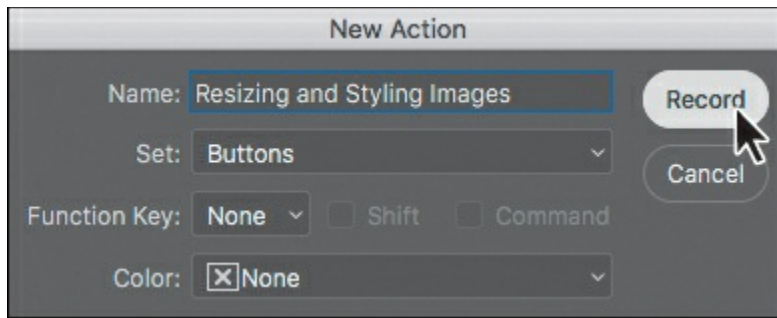 New Action
Name: Resizing and Styling Images Record
Set: Buttons Cancel
Function Key: None Shift Command
Color: None